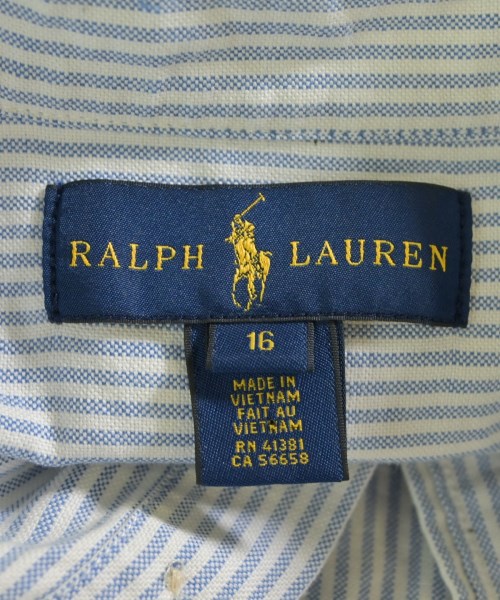 RALPH LAUREN
16
MADE IN
VIETNAM
FAIT AU
VIETNAM
RN 41381
CA 56658